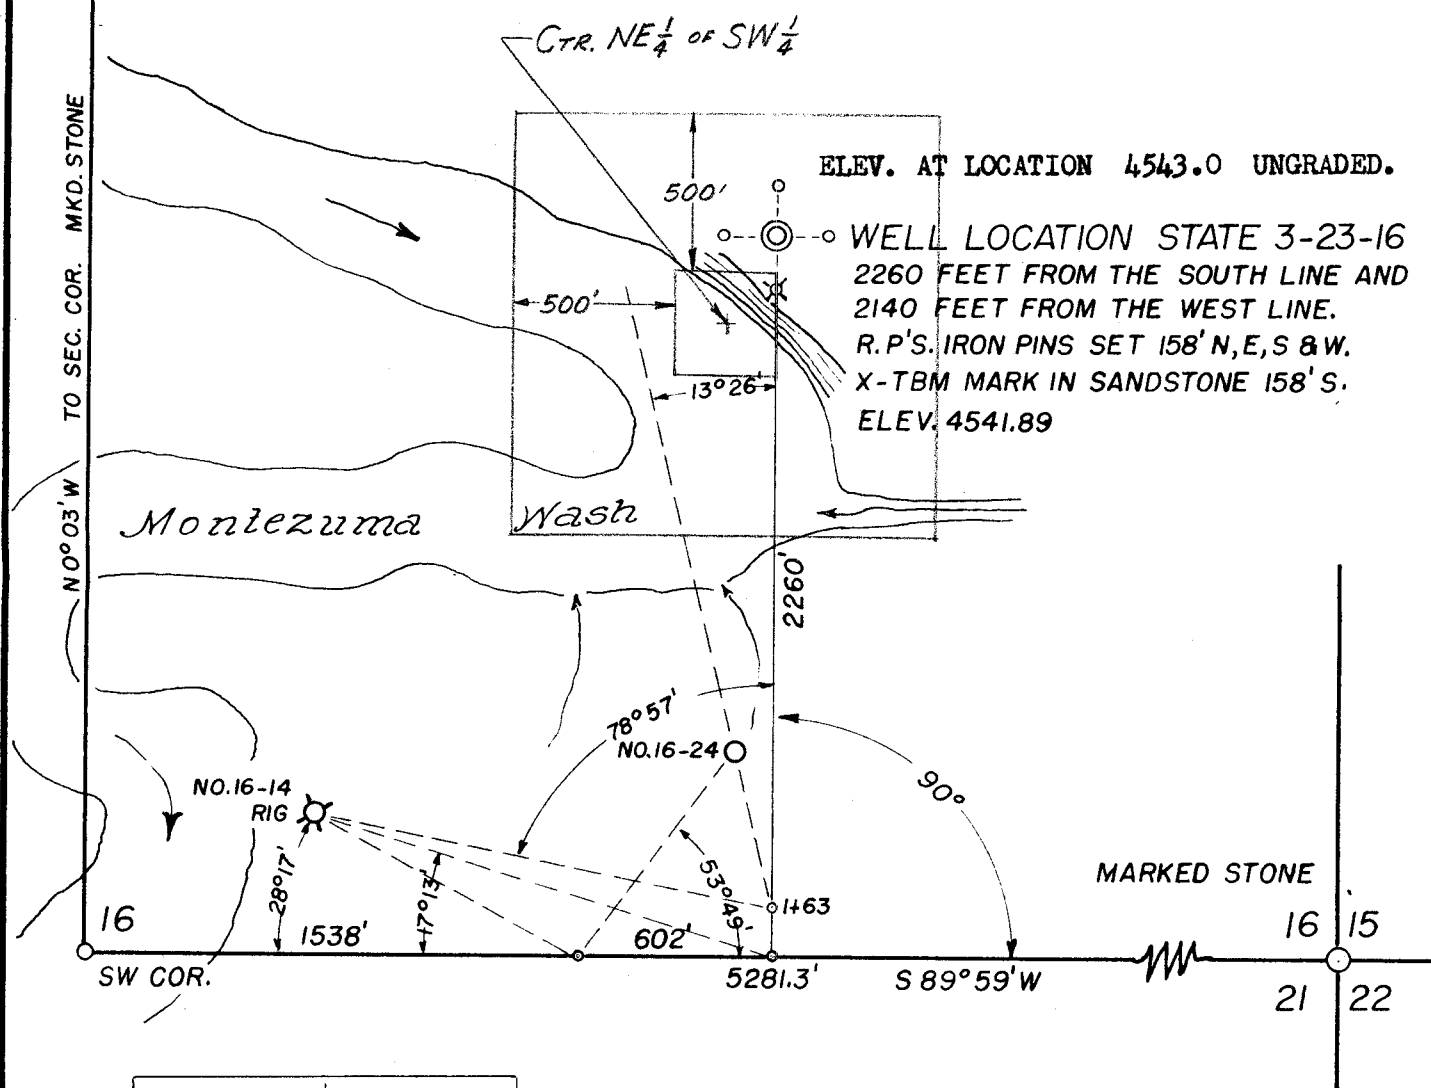 CTR. NE 1/4 OF SW 1/4
N 0° 03' W TO SEC. COR. MKD. STONE
500'
ELEV. AT LOCATION 4543.0 UNGRADED.
WELL LOCATION STATE 3-23-16
2260 FEET FROM THE SOUTH LINE AND
2140 FEET FROM THE WEST LINE.
R.P'S. IRON PINS SET 158' N, E, S & W.
X-TBM MARK IN SANDSTONE 158' S.
ELEV. 4541.89
500'
13° 26'
Montezuma Wash
2260'
78° 57'
NO. 16-24
90°
NO. 16-14
RIG
28° 17'
17° 13'
53° 49'
1+63
MARKED STONE
16
1538'
602'
16 15
SW COR.
5281.3'
S 89° 59' W
21 22